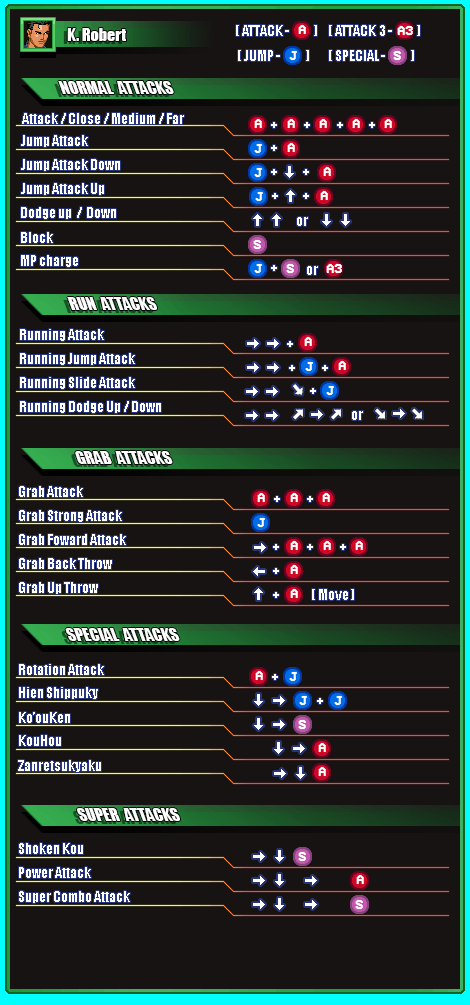 K. Robert
[ ATTACK - A ] [ ATTACK 3 - A3 ]
[ JUMP - J ] [ SPECIAL - S ]
NORMAL ATTACKS
Attack / Close / Medium / Far A + A + A + A + A
Jump Attack J + A
Jump Attack Down J + ↓ + A
Jump Attack Up J + ↑ + A
Dodge up / Down ↑ ↑ or ↓ ↓
Block S
MP charge J + S or A3
RUN ATTACKS
Running Attack → → + A
Running Jump Attack → → + J + A
Running Slide Attack → → ↘ + J
Running Dodge Up / Down → → ↗ → ↗ or ↘ → ↘
GRAB ATTACKS
Grab Attack A + A + A
Grab Strong Attack J
Grab Foward Attack → + A + A + A
Grab Back Throw ← + A
Grab Up Throw ↑ + A [ Move ]
SPECIAL ATTACKS
Rotation Attack A + J
Hien Shippuky ↓ → J + J
Ko'ouKen ↓ → S
KouHou ↓ → A
Zanretsukyaku → ↓ A
SUPER ATTACKS
Shoken Kou → ↓ S
Power Attack → ↓ → A
Super Combo Attack → ↓ → S